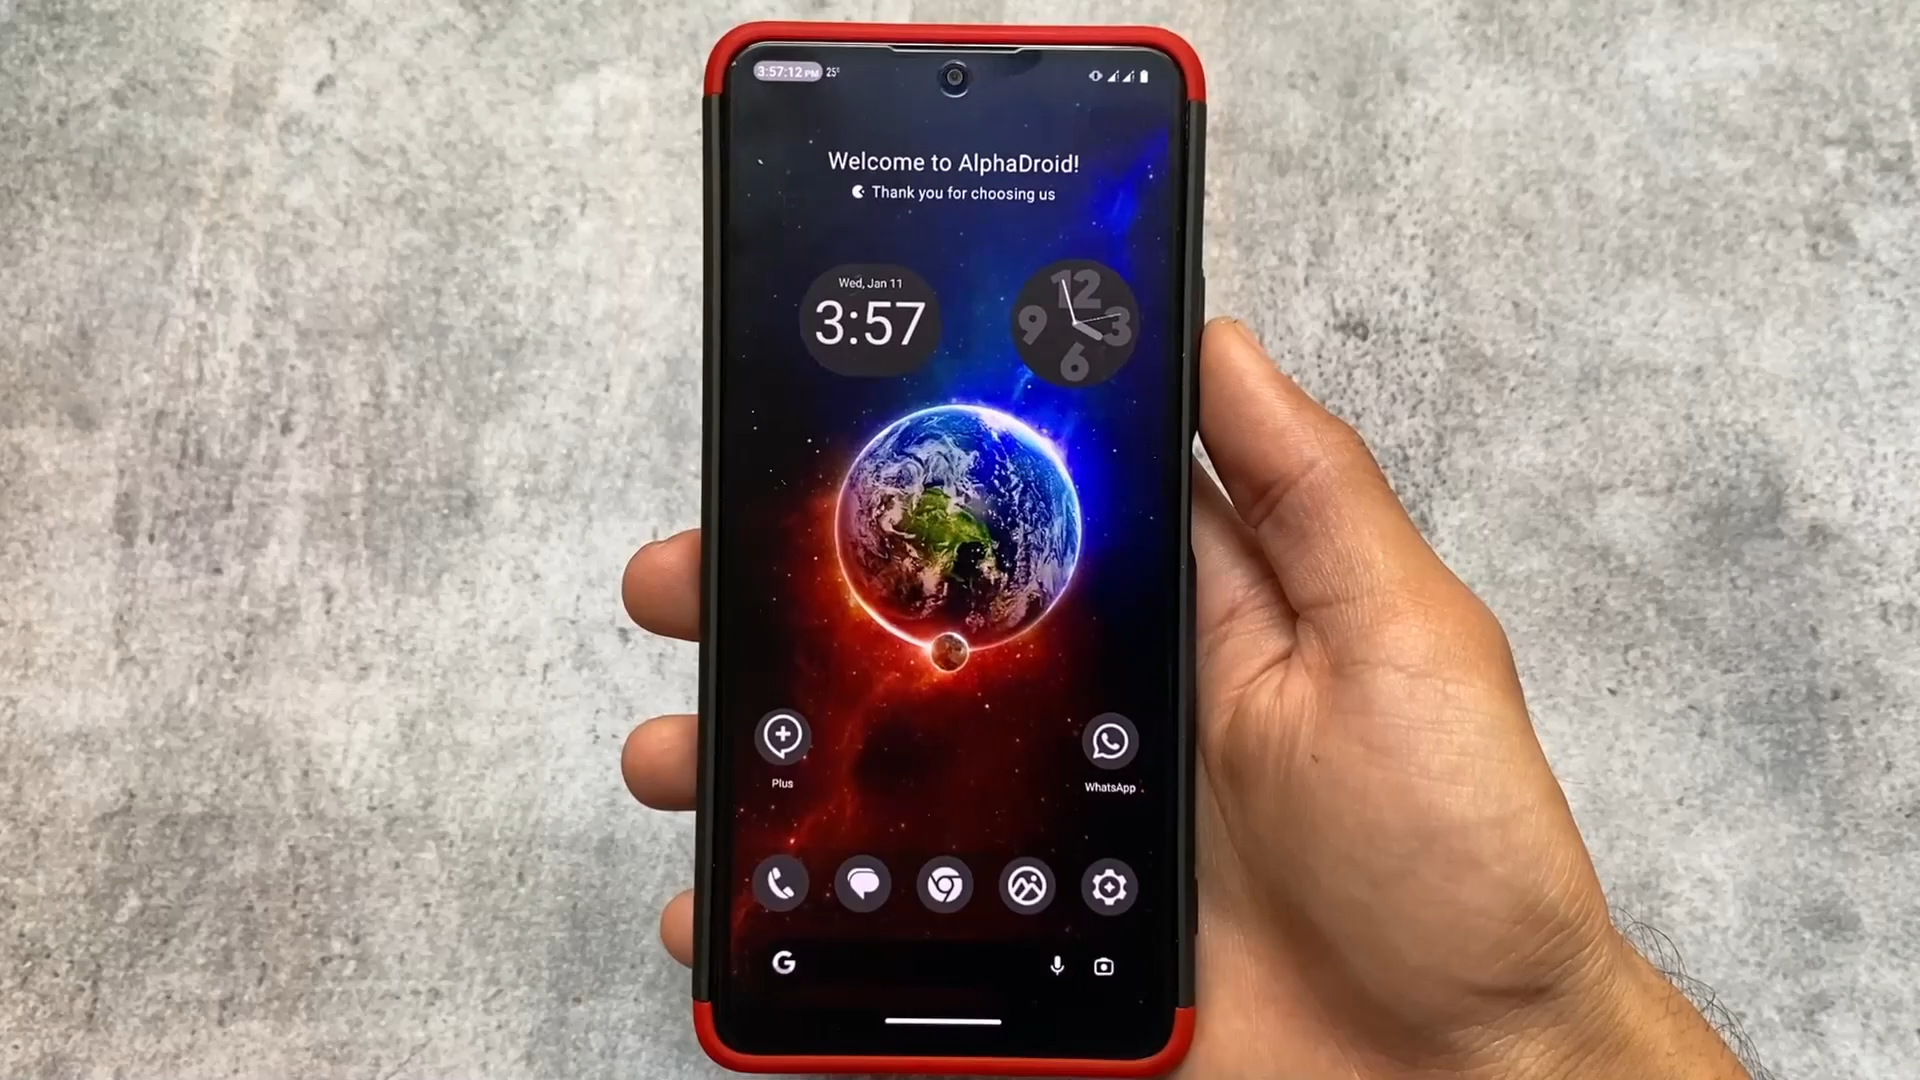 3:57:12 PM 25°
Welcome to AlphaDroid!
Thank you for choosing us
Wed, Jan 11
3:57
12
9 3
6
Plus
WhatsApp
G